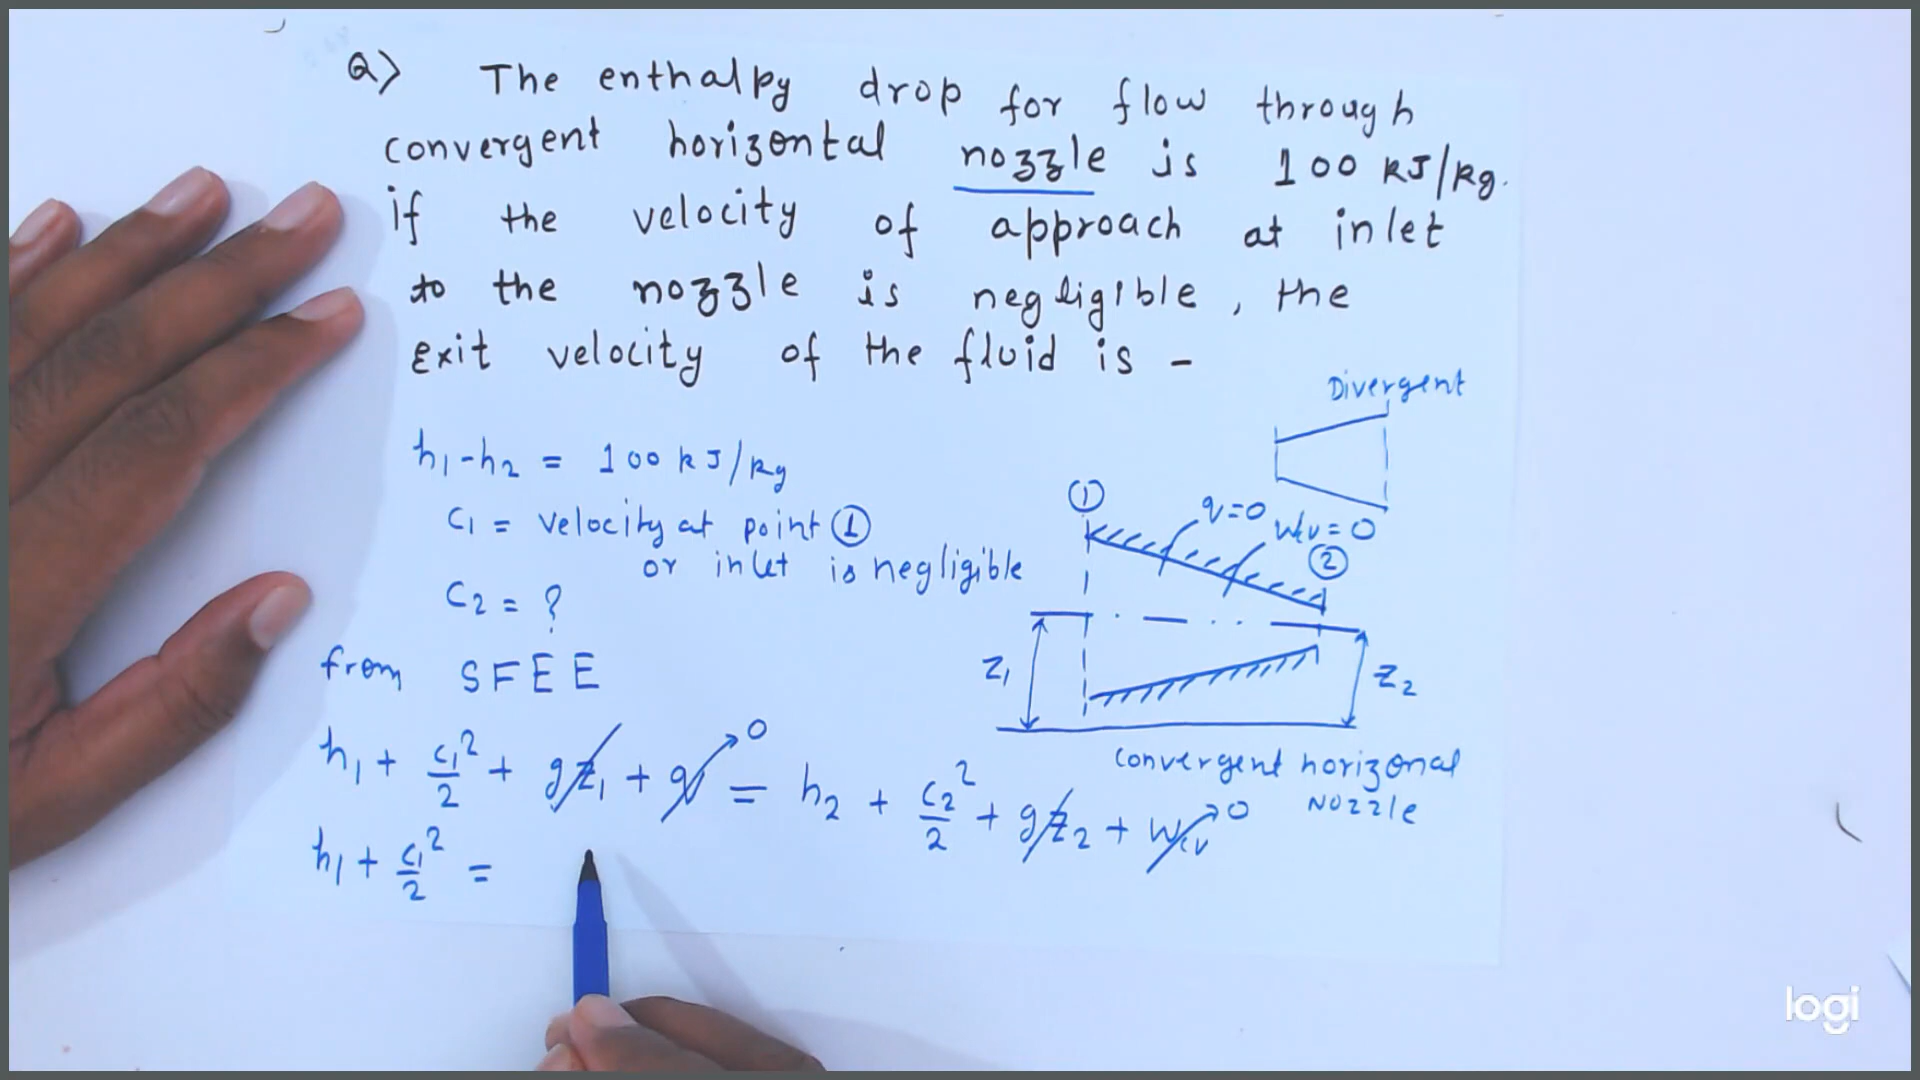 Q) The enthalpy drop for flow through
convergent horizontal nozzle is 100 kJ/kg.
if the velocity of approach at inlet
to the nozzle is negligible, the
exit velocity of the fluid is -
Divergent
h1-h2 = 100 kJ/kg
① q=0 Wcv=0
C1 = velocity at point ①
②
or inlet is negligible
C2 = ?
from SFEE
Z1 Z2
h1 + C1²/2 + gZ1 + q →0 = h2 + C2²/2 + gZ2 + Wcv →0
convergent horizonal
Nozzle
h1 + C1²/2 =
logi